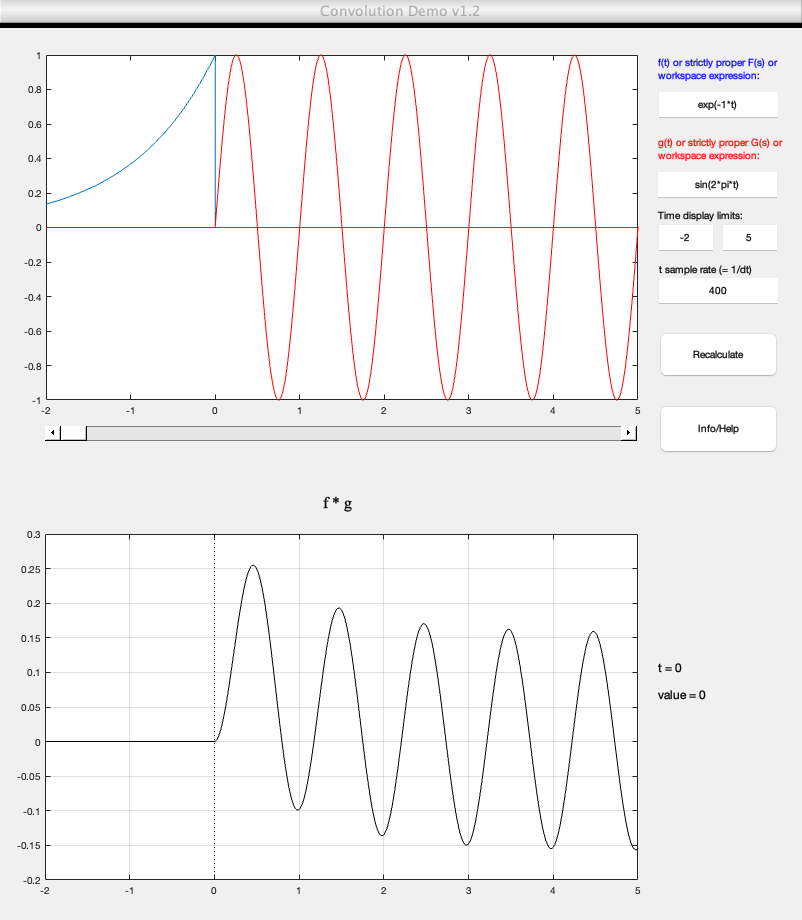 Convolution Demo v1.2
1
0.8
0.6
0.4
0.2
0
-0.2
-0.4
-0.6
-0.8
-1
-2 -1 0 1 2 3 4 5
f(t) or strictly proper F(s) or
workspace expression:
exp(-1*t)
g(t) or strictly proper G(s) or
workspace expression:
sin(2*pi*t)
Time display limits:
-2 5
t sample rate (= 1/dt)
400
Recalculate
Info/Help
f * g
0.3
0.25
0.2
0.15
0.1
0.05
0
-0.05
-0.1
-0.15
-0.2
-2 -1 0 1 2 3 4 5
t = 0
value = 0